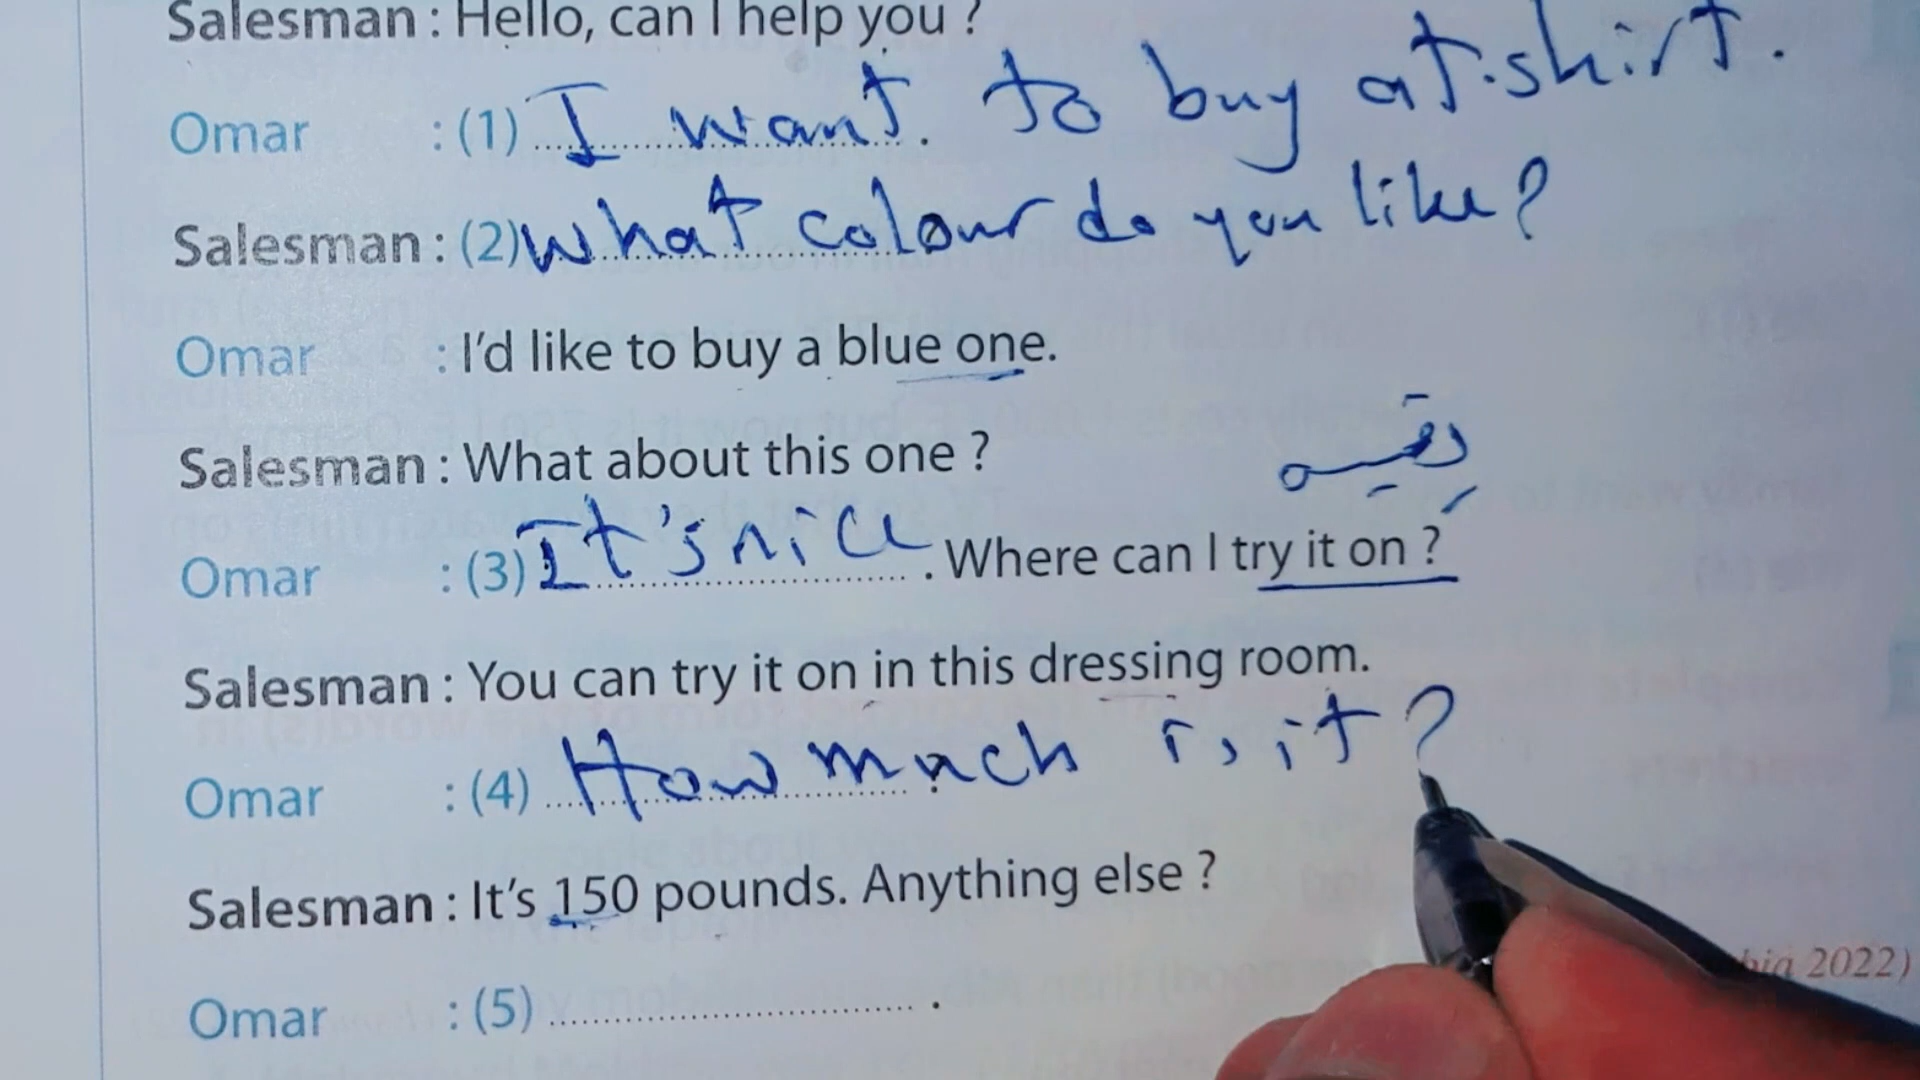 Salesman : Hello, can I help you ?
Omar : (1) I want to buy a T-shirt.
Salesman : (2) What colour do you like?
Omar : I'd like to buy a blue one.
Salesman : What about this one ?
Omar : (3) It's nice. Where can I try it on ?
Salesman : You can try it on in this dressing room.
Omar : (4) How much is it?
Salesman : It's 150 pounds. Anything else ?
2022)
Omar : (5) .